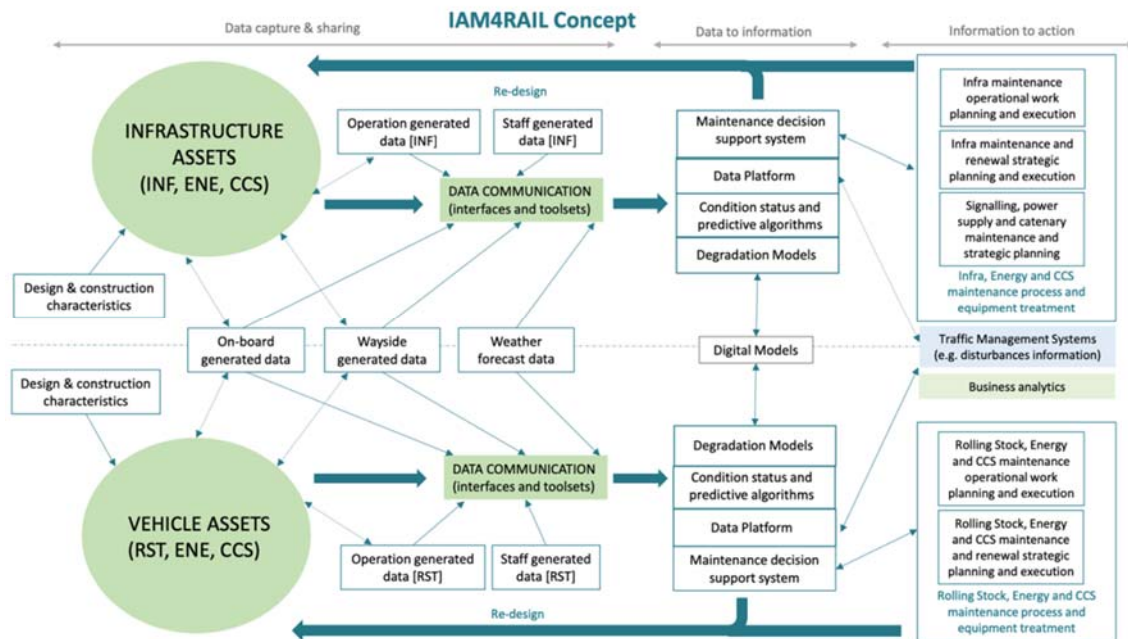 IAM4RAIL Concept
Data capture & sharing
Data to information
Information to action
Re-design
INFRASTRUCTURE
ASSETS
(INF, ENE, CCS)
Operation generated
data [INF]
Staff generated
data [INF]
DATA COMMUNICATION
(interfaces and toolsets)
Design & construction
characteristics
Maintenance decision
support system
Data Platform
Condition status and
predictive algorithms
Degradation Models
Infra maintenance
operational work
planning and execution
Infra maintenance and
renewal strategic
planning and execution
Signalling, power
supply and catenary
maintenance and
strategic planning
Infra, Energy and CCS
maintenance process and
equipment treatment
On-board
generated data
Wayside
generated data
Weather
forecast data
Digital Models
Traffic Management Systems
(e.g. disturbances information)
Business analytics
Design & construction
characteristics
VEHICLE ASSETS
(RST, ENE, CCS)
DATA COMMUNICATION
(interfaces and toolsets)
Operation generated
data [RST]
Staff generated
data [RST]
Degradation Models
Condition status and
predictive algorithms
Data Platform
Maintenance decision
support system
Rolling Stock, Energy
and CCS maintenance
operational work
planning and execution
Rolling Stock, Energy
and CCS maintenance
and renewal strategic
planning and execution
Rolling Stock, Energy and CCS
maintenance process and
equipment treatment
Re-design